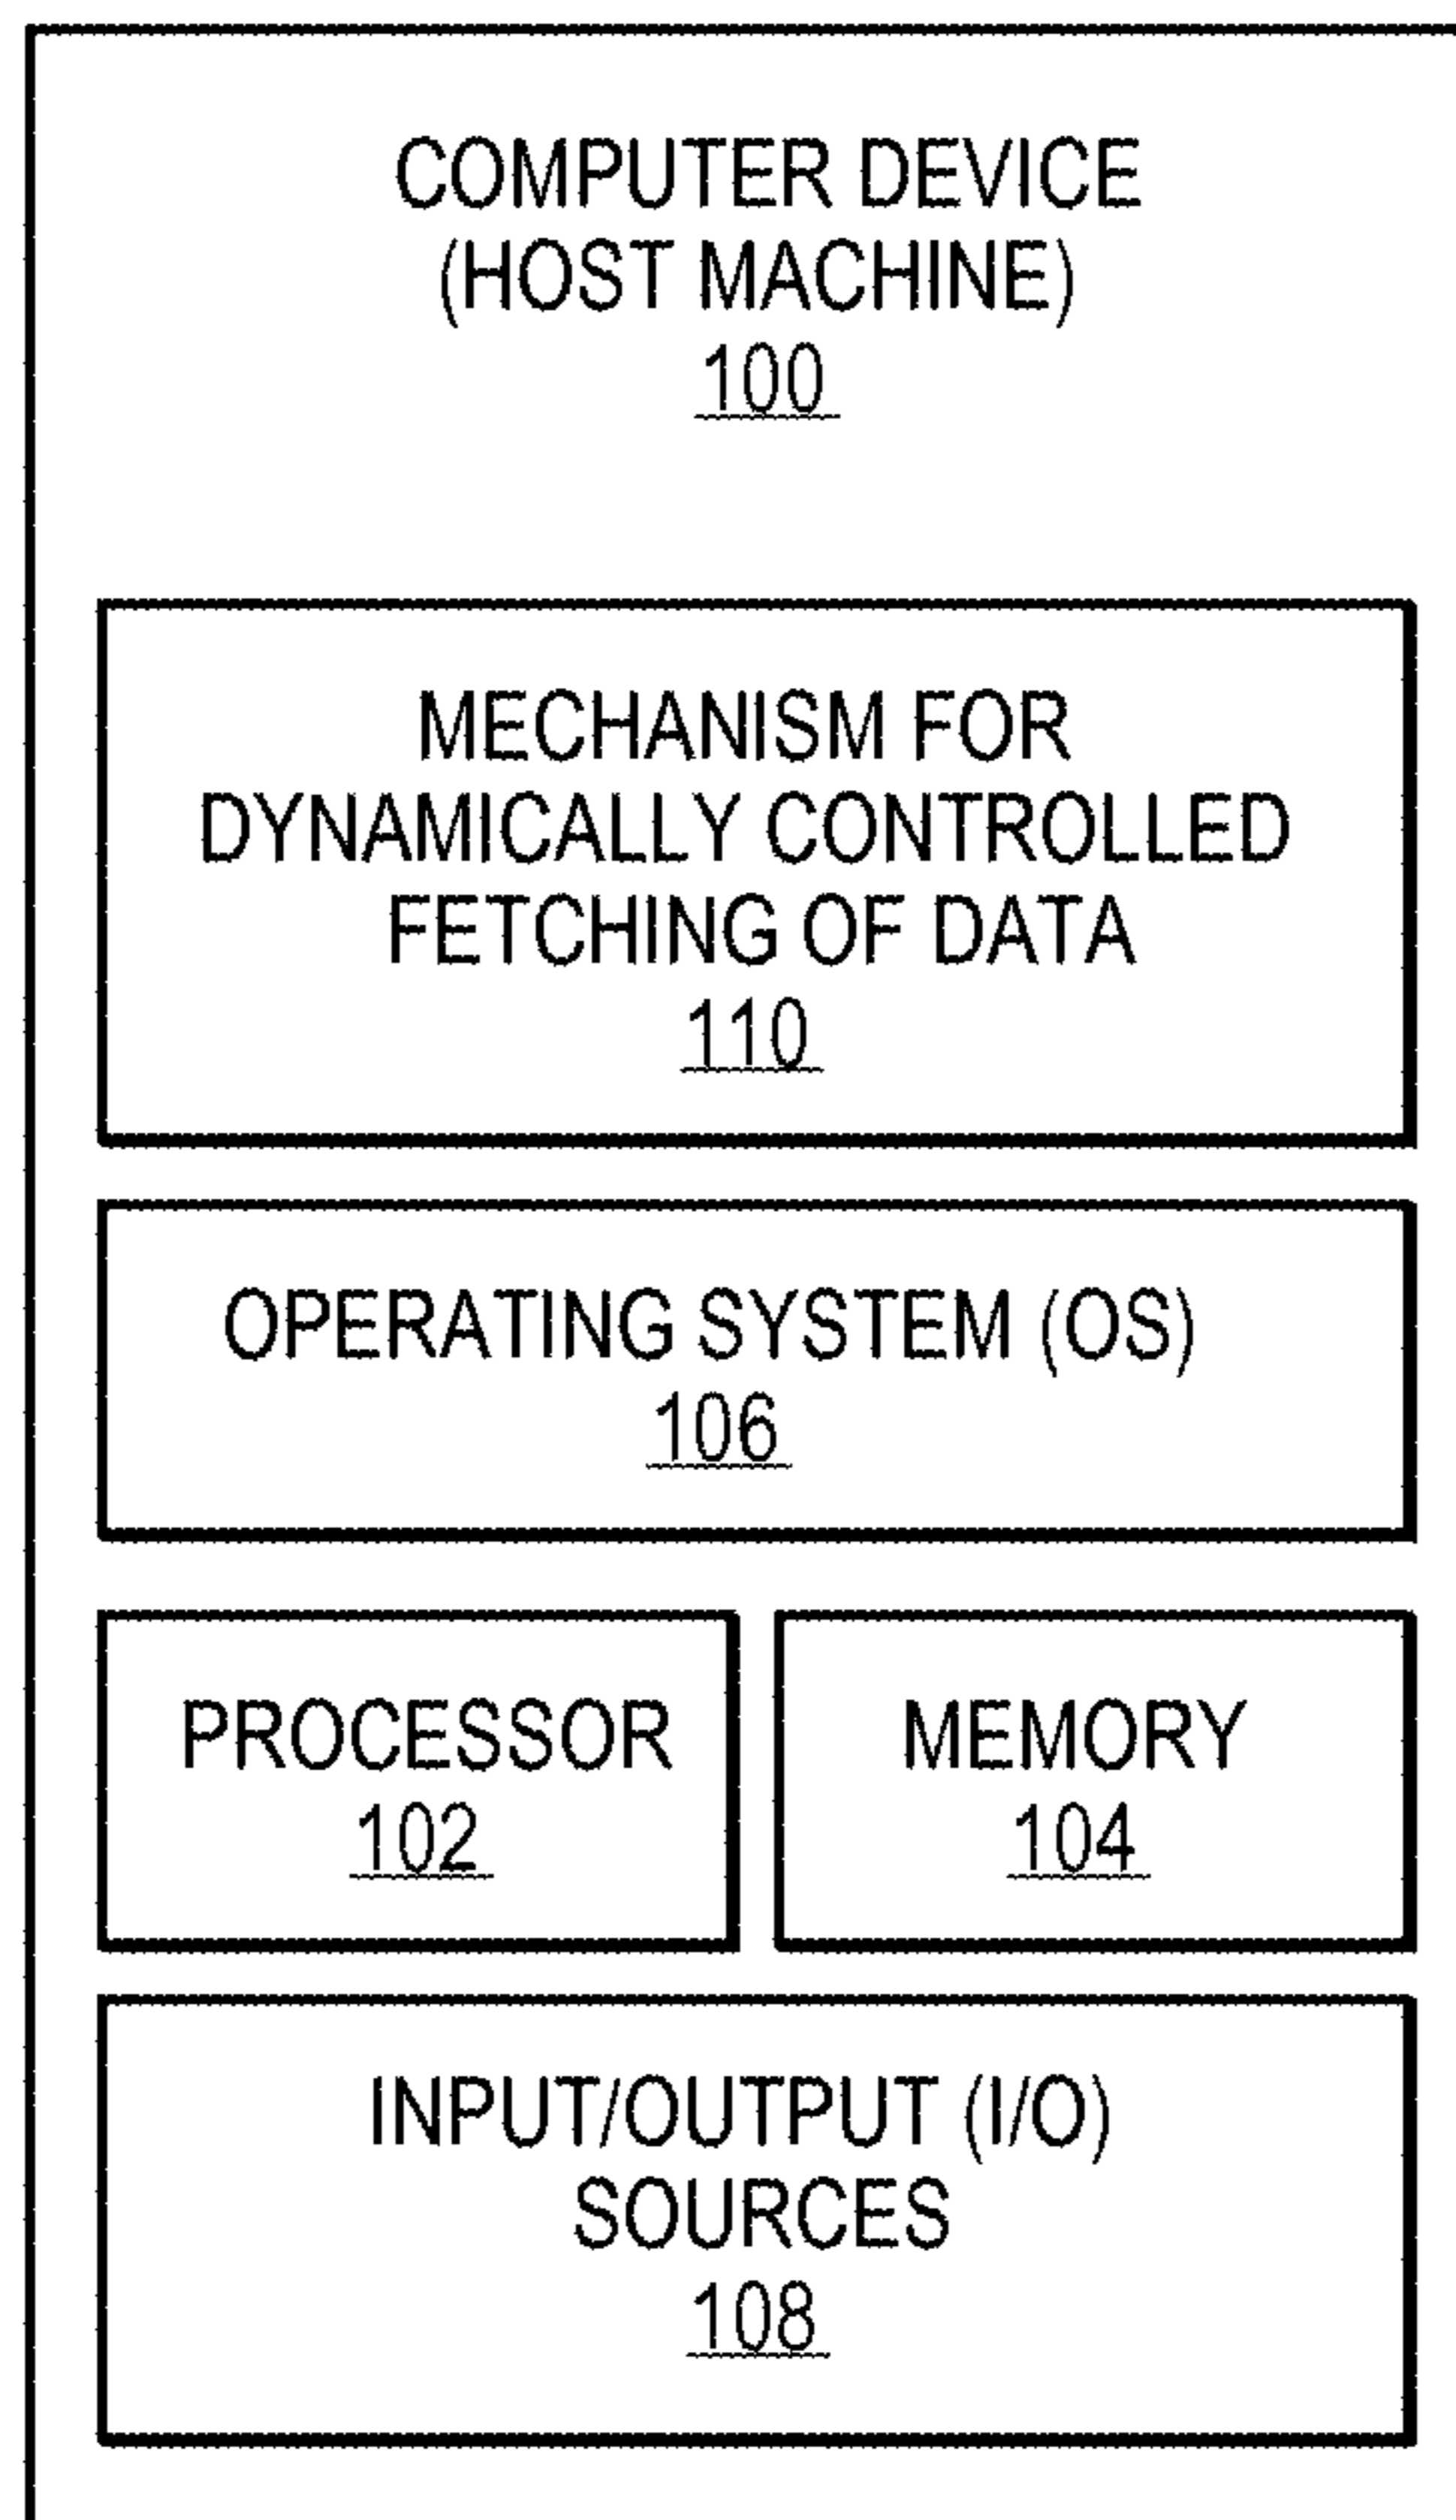 COMPUTER DEVICE
(HOST MACHINE)
100
MECHANISM FOR
DYNAMICALLY CONTROLLED
FETCHING OF DATA
110
OPERATING SYSTEM (OS)
106
PROCESSOR
102
MEMORY
104
INPUT/OUTPUT (I/O)
SOURCES
108